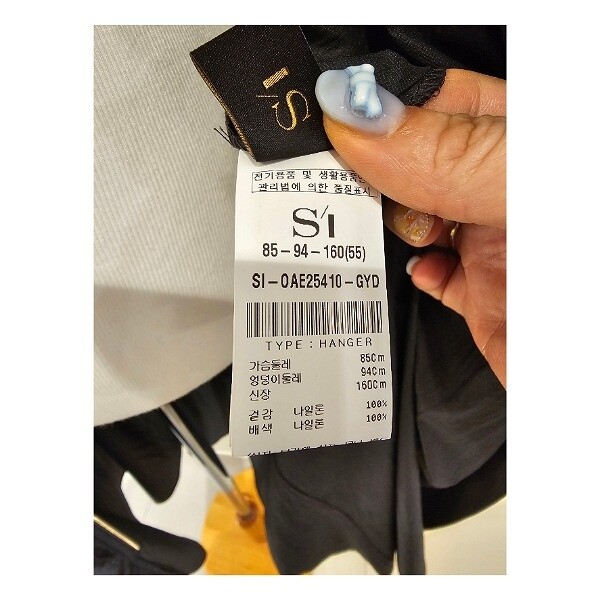 S/I
전기용품 및 생활용품안
관리법에 의한 품질표시
S/I
85-94-160(55)
SI-OAE25410-GYD
TYPE : HANGER
가슴둘레 85cm
엉덩이둘레 94cm
신장 160cm
겉감 나일론 100%
배색 나일론 100%